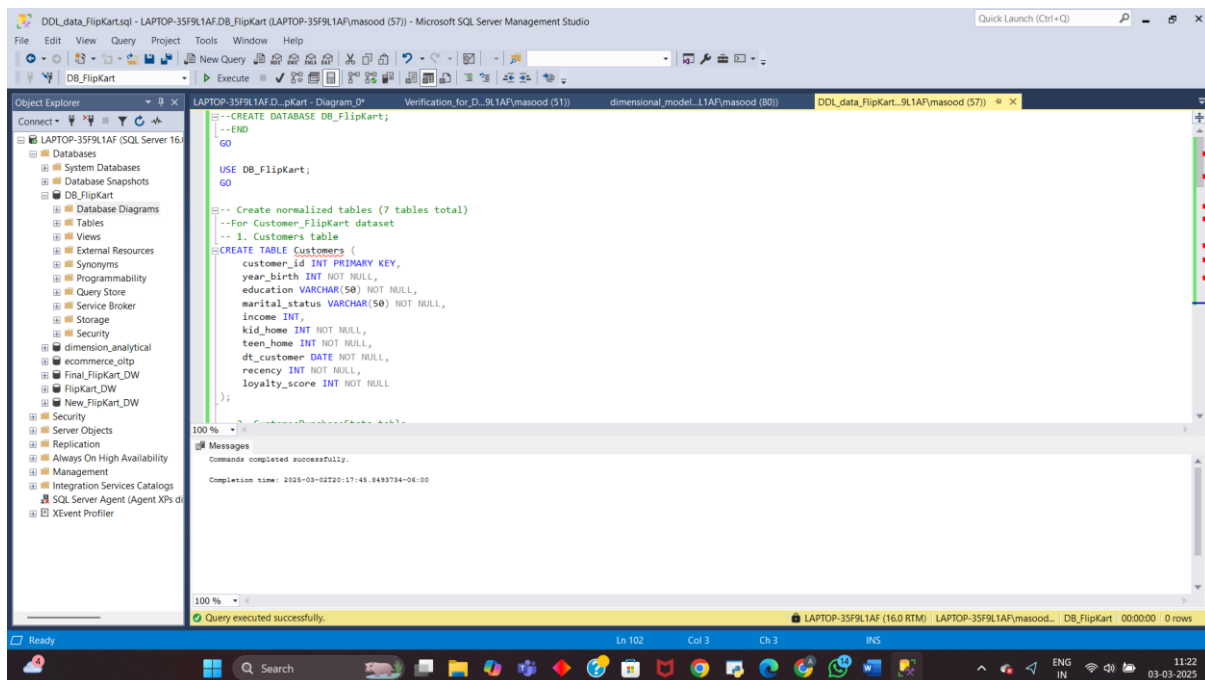 DDL_data_FlipKart.sql - LAPTOP-35F9L1AF.DB_FlipKart (LAPTOP-35F9L1AF\masood (57)) - Microsoft SQL Server Management Studio
Quick Launch (Ctrl+Q)
File Edit View Query Project Tools Window Help
New Query
DB_FlipKart
Execute
Object Explorer
LAPTOP-35F9L1AF.D...pKart - Diagram_0*
Verification_for_D...9L1AF\masood (51))
dimensional_model...L1AF\masood (80))
DDL_data_FlipKart...9L1AF\masood (57))
Connect
LAPTOP-35F9L1AF (SQL Server 16.0
Databases
System Databases
Database Snapshots
DB_FlipKart
Database Diagrams
Tables
Views
External Resources
Synonyms
Programmability
Query Store
Service Broker
Storage
Security
dimension_analytical
ecommerce_oltp
Final_FlipKart_DW
FlipKart_DW
New_FlipKart_DW
Security
Server Objects
Replication
Always On High Availability
Management
Integration Services Catalogs
SQL Server Agent (Agent XPs di
XEvent Profiler
--CREATE DATABASE DB_FlipKart;
--END
GO
USE DB_FlipKart;
GO
-- Create normalized tables (7 tables total)
--For Customer_FlipKart dataset
-- 1. Customers table
CREATE TABLE Customers (
customer_id INT PRIMARY KEY,
year_birth INT NOT NULL,
education VARCHAR(50) NOT NULL,
marital_status VARCHAR(50) NOT NULL,
income INT,
kid_home INT NOT NULL,
teen_home INT NOT NULL,
dt_customer DATE NOT NULL,
recency INT NOT NULL,
loyalty_score INT NOT NULL
);
100 %
Messages
Commands completed successfully.
Completion time: 2025-03-02T20:17:45.8493734-06:00
100 %
Query executed successfully.
LAPTOP-35F9L1AF (16.0 RTM)
LAPTOP-35F9L1AF\masood...
DB_FlipKart
00:00:00
0 rows
Ready
Ln 102
Col 3
Ch 3
INS
4
Search
14
ENG
IN
11:22
03-03-2025